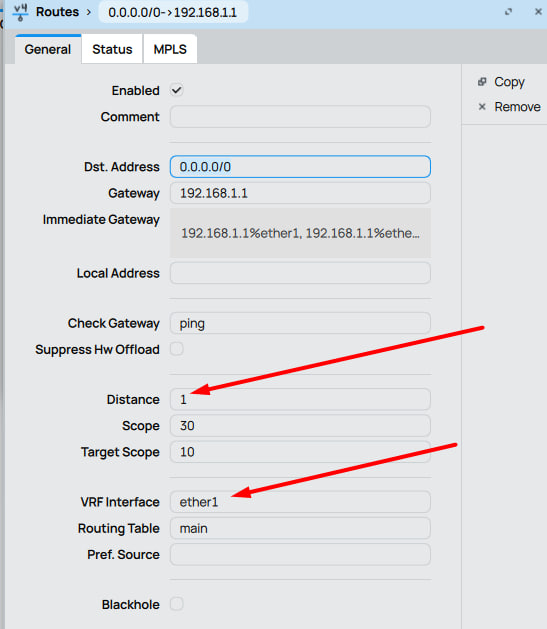 v4 Routes > 0.0.0.0/0->192.168.1.1
General Status MPLS
Enabled
Comment
Dst. Address 0.0.0.0/0
Gateway 192.168.1.1
Immediate Gateway 192.168.1.1%ether1, 192.168.1.1%ethe...
Local Address
Check Gateway ping
Suppress Hw Offload
Distance 1
Scope 30
Target Scope 10
VRF Interface ether1
Routing Table main
Pref. Source
Blackhole
Copy
Remove